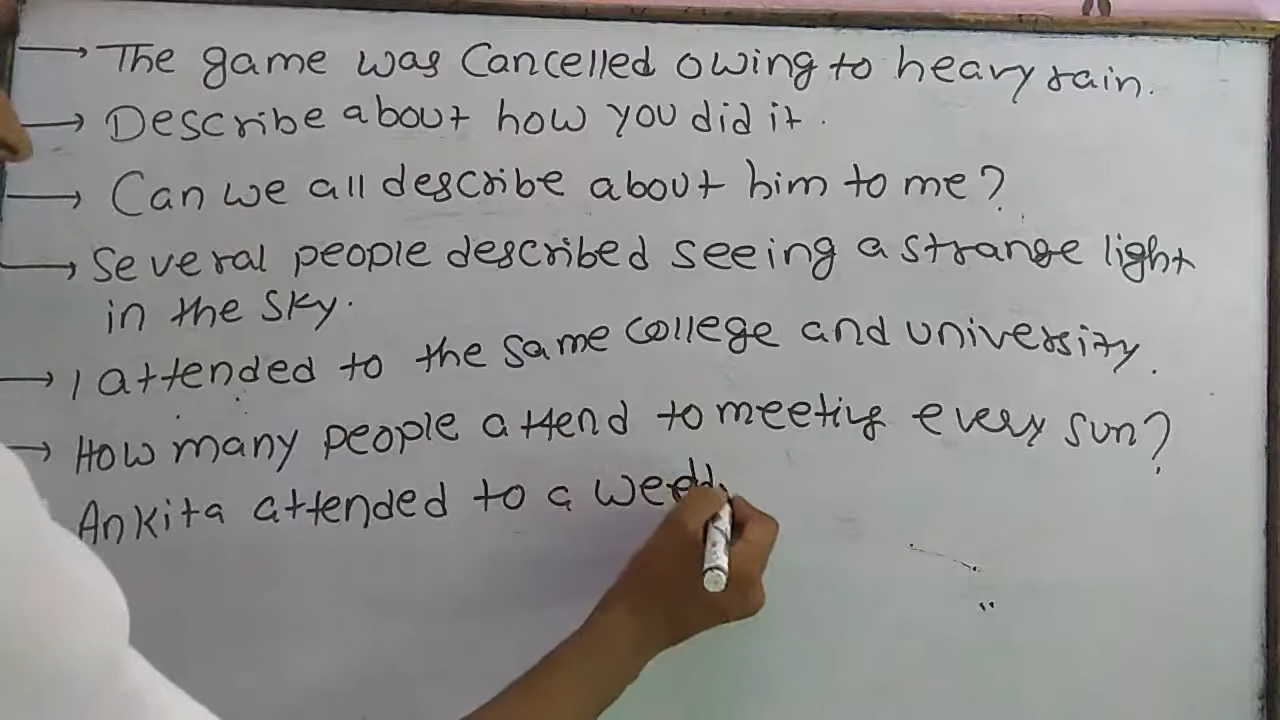 → The game was Cancelled owing to heavy rain.
→ Describe about how you did it.
→ Can we all describe about him to me?
→ Several people described seeing a strange light
in the sky.
→ I attended to the same college and university.
→ How many people attend to meeting every sun?
Ankita attended to a